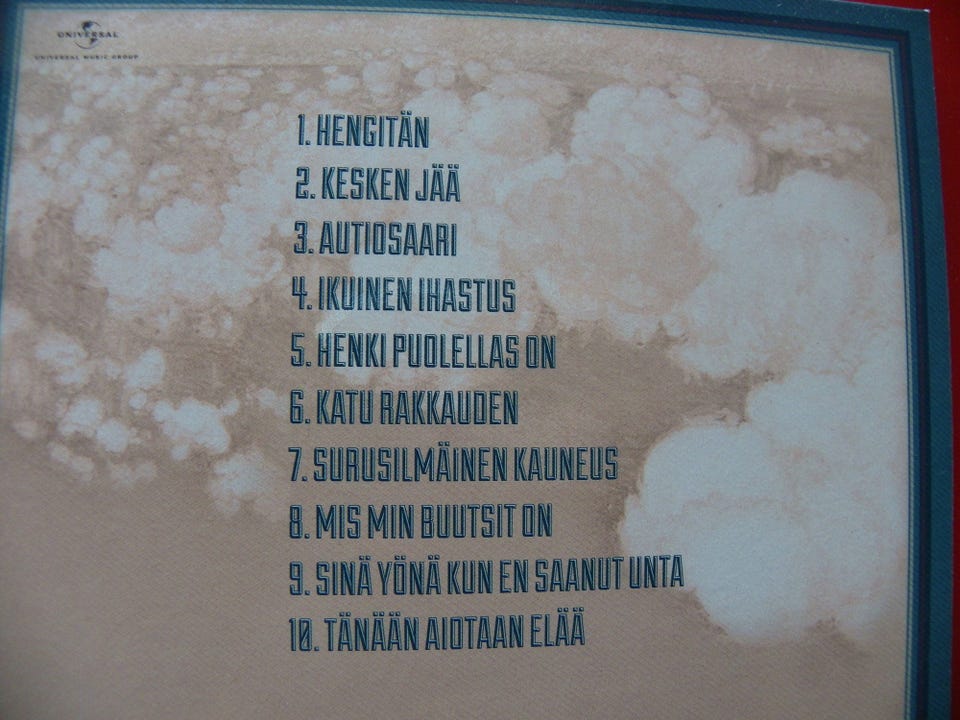 UNIVERSAL
UNIVERSAL MUSIC GROUP
1. HENGITÄN
2. KESKEN JÄÄ
3. AUTIOSAARI
4. IKUINEN IHASTUS
5. HENKI PUOLELLAS ON
6. KATU RAKKAUDEN
7. SURUSILMÄINEN KAUNEUS
8. MIS MIN BUUTSIT ON
9. SINÄ YÖNÄ KUN EN SAANUT UNTA
10. TÄNÄÄN AIOTAAN ELÄÄ